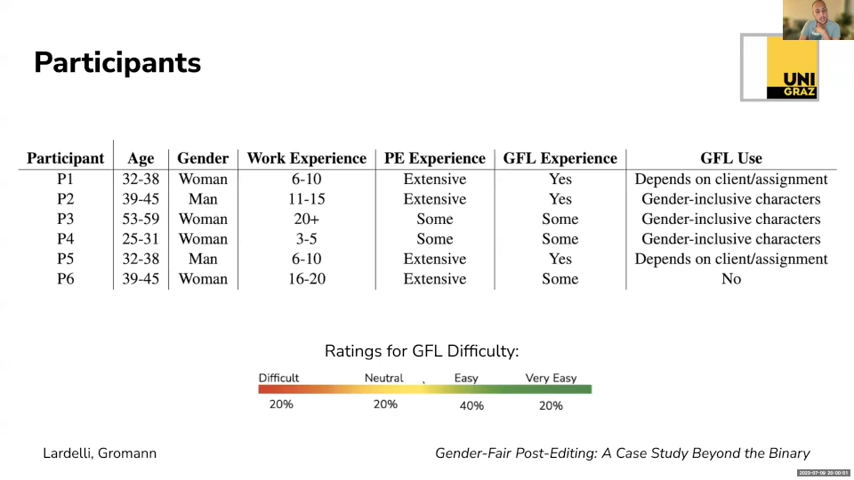 Participants
UNI
GRAZ
Participant Age Gender Work Experience PE Experience GFL Experience GFL Use
P1 32-38 Woman 6-10 Extensive Yes Depends on client/assignment
P2 39-45 Man 11-15 Extensive Yes Gender-inclusive characters
P3 53-59 Woman 20+ Some Some Gender-inclusive characters
P4 25-31 Woman 3-5 Some Some Gender-inclusive characters
P5 32-38 Man 6-10 Extensive Yes Depends on client/assignment
P6 39-45 Woman 16-20 Extensive Some No
Ratings for GFL Difficulty:
Difficult Neutral Easy Very Easy
20% 20% 40% 20%
Lardelli, Gromann Gender-Fair Post-Editing: A Case Study Beyond the Binary